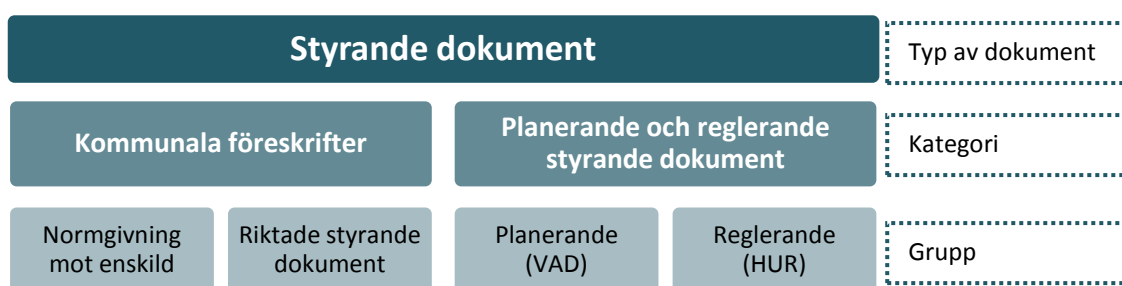 Styrande dokument
Typ av dokument
Kommunala föreskrifter
Planerande och reglerande
styrande dokument
Kategori
Normgivning
mot enskild
Riktade styrande
dokument
Planerande
(VAD)
Reglerande
(HUR)
Grupp